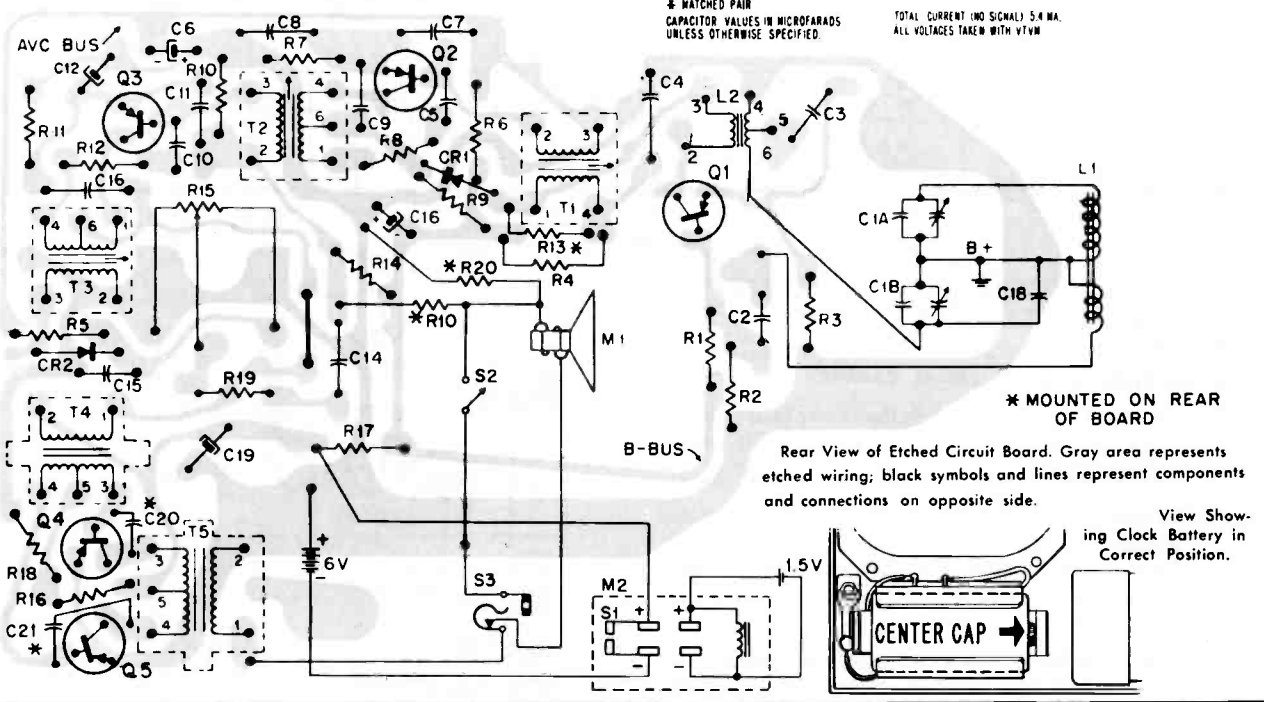 * MATCHED PAIR
CAPACITOR VALUES IN MICROFARADS
UNLESS OTHERWISE SPECIFIED.
TOTAL CURRENT (NO SIGNAL) 5.4 MA.
ALL VOLTAGES TAKEN WITH VTVM
AVC BUS
C6
C8
C7
R7
Q2
C12
Q3
R10
C11
3
4
T2
6
2
1
C9
C5
R6
C4
L2
3
4
5
2
6
C3
R11
R12
C10
R8
CR1
R9
2
3
T1
1
4
Q1
L1
C16
R15
C16
R13 *
R4
C1A
B+
C1B
C18
4
6
1
T3
3
2
R14
* R20
* R10
M1
R5
CR2
C15
C14
R1
C2
R3
R2
S2
R19
T4
2
1
4
5
3
C19
R17
B-BUS
* MOUNTED ON REAR
OF BOARD
Rear View of Etched Circuit Board. Gray area represents
etched wiring; black symbols and lines represent components
and connections on opposite side.
View Show-
ing Clock Battery in
Correct Position.
Q4
*
C20
T5
3
2
5
4
1
R18
R16
C21
*
Q5
+
6V
-
S3
M2
1.5V
S1
+
+
-
-
CENTER CAP